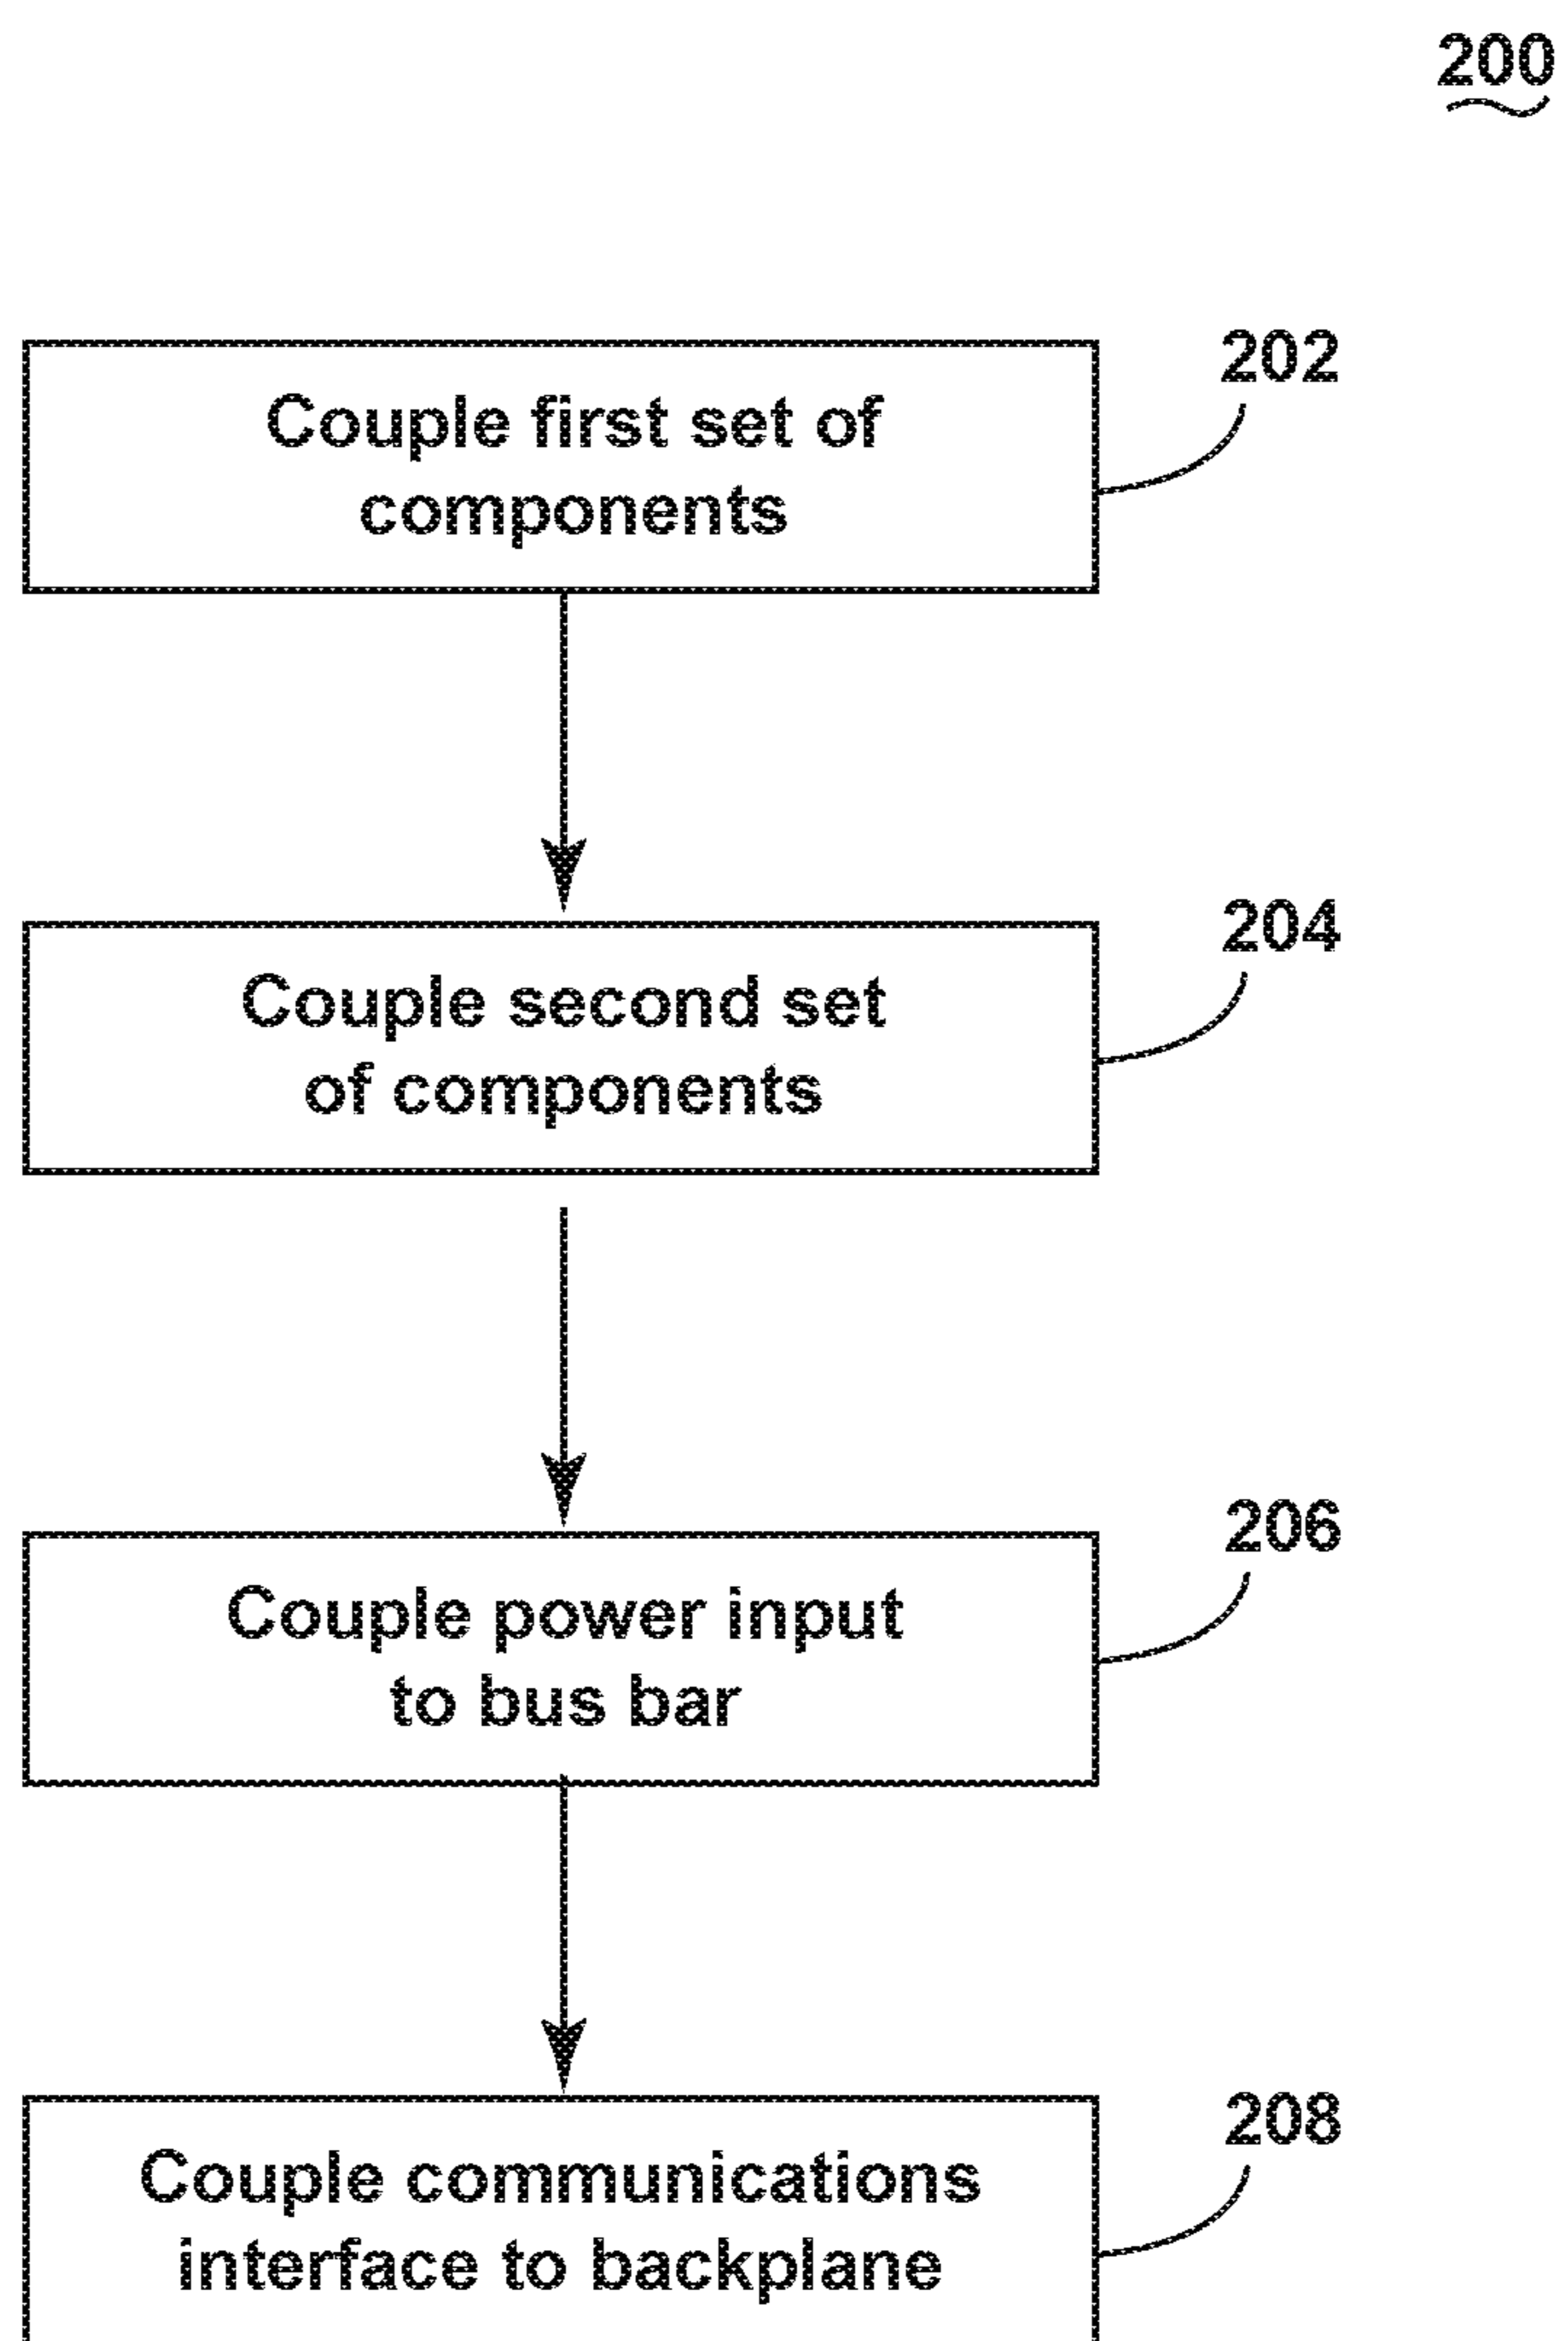 200
202
Couple first set of
components
204
Couple second set
of components
206
Couple power input
to bus bar
208
Couple communications
interface to backplane